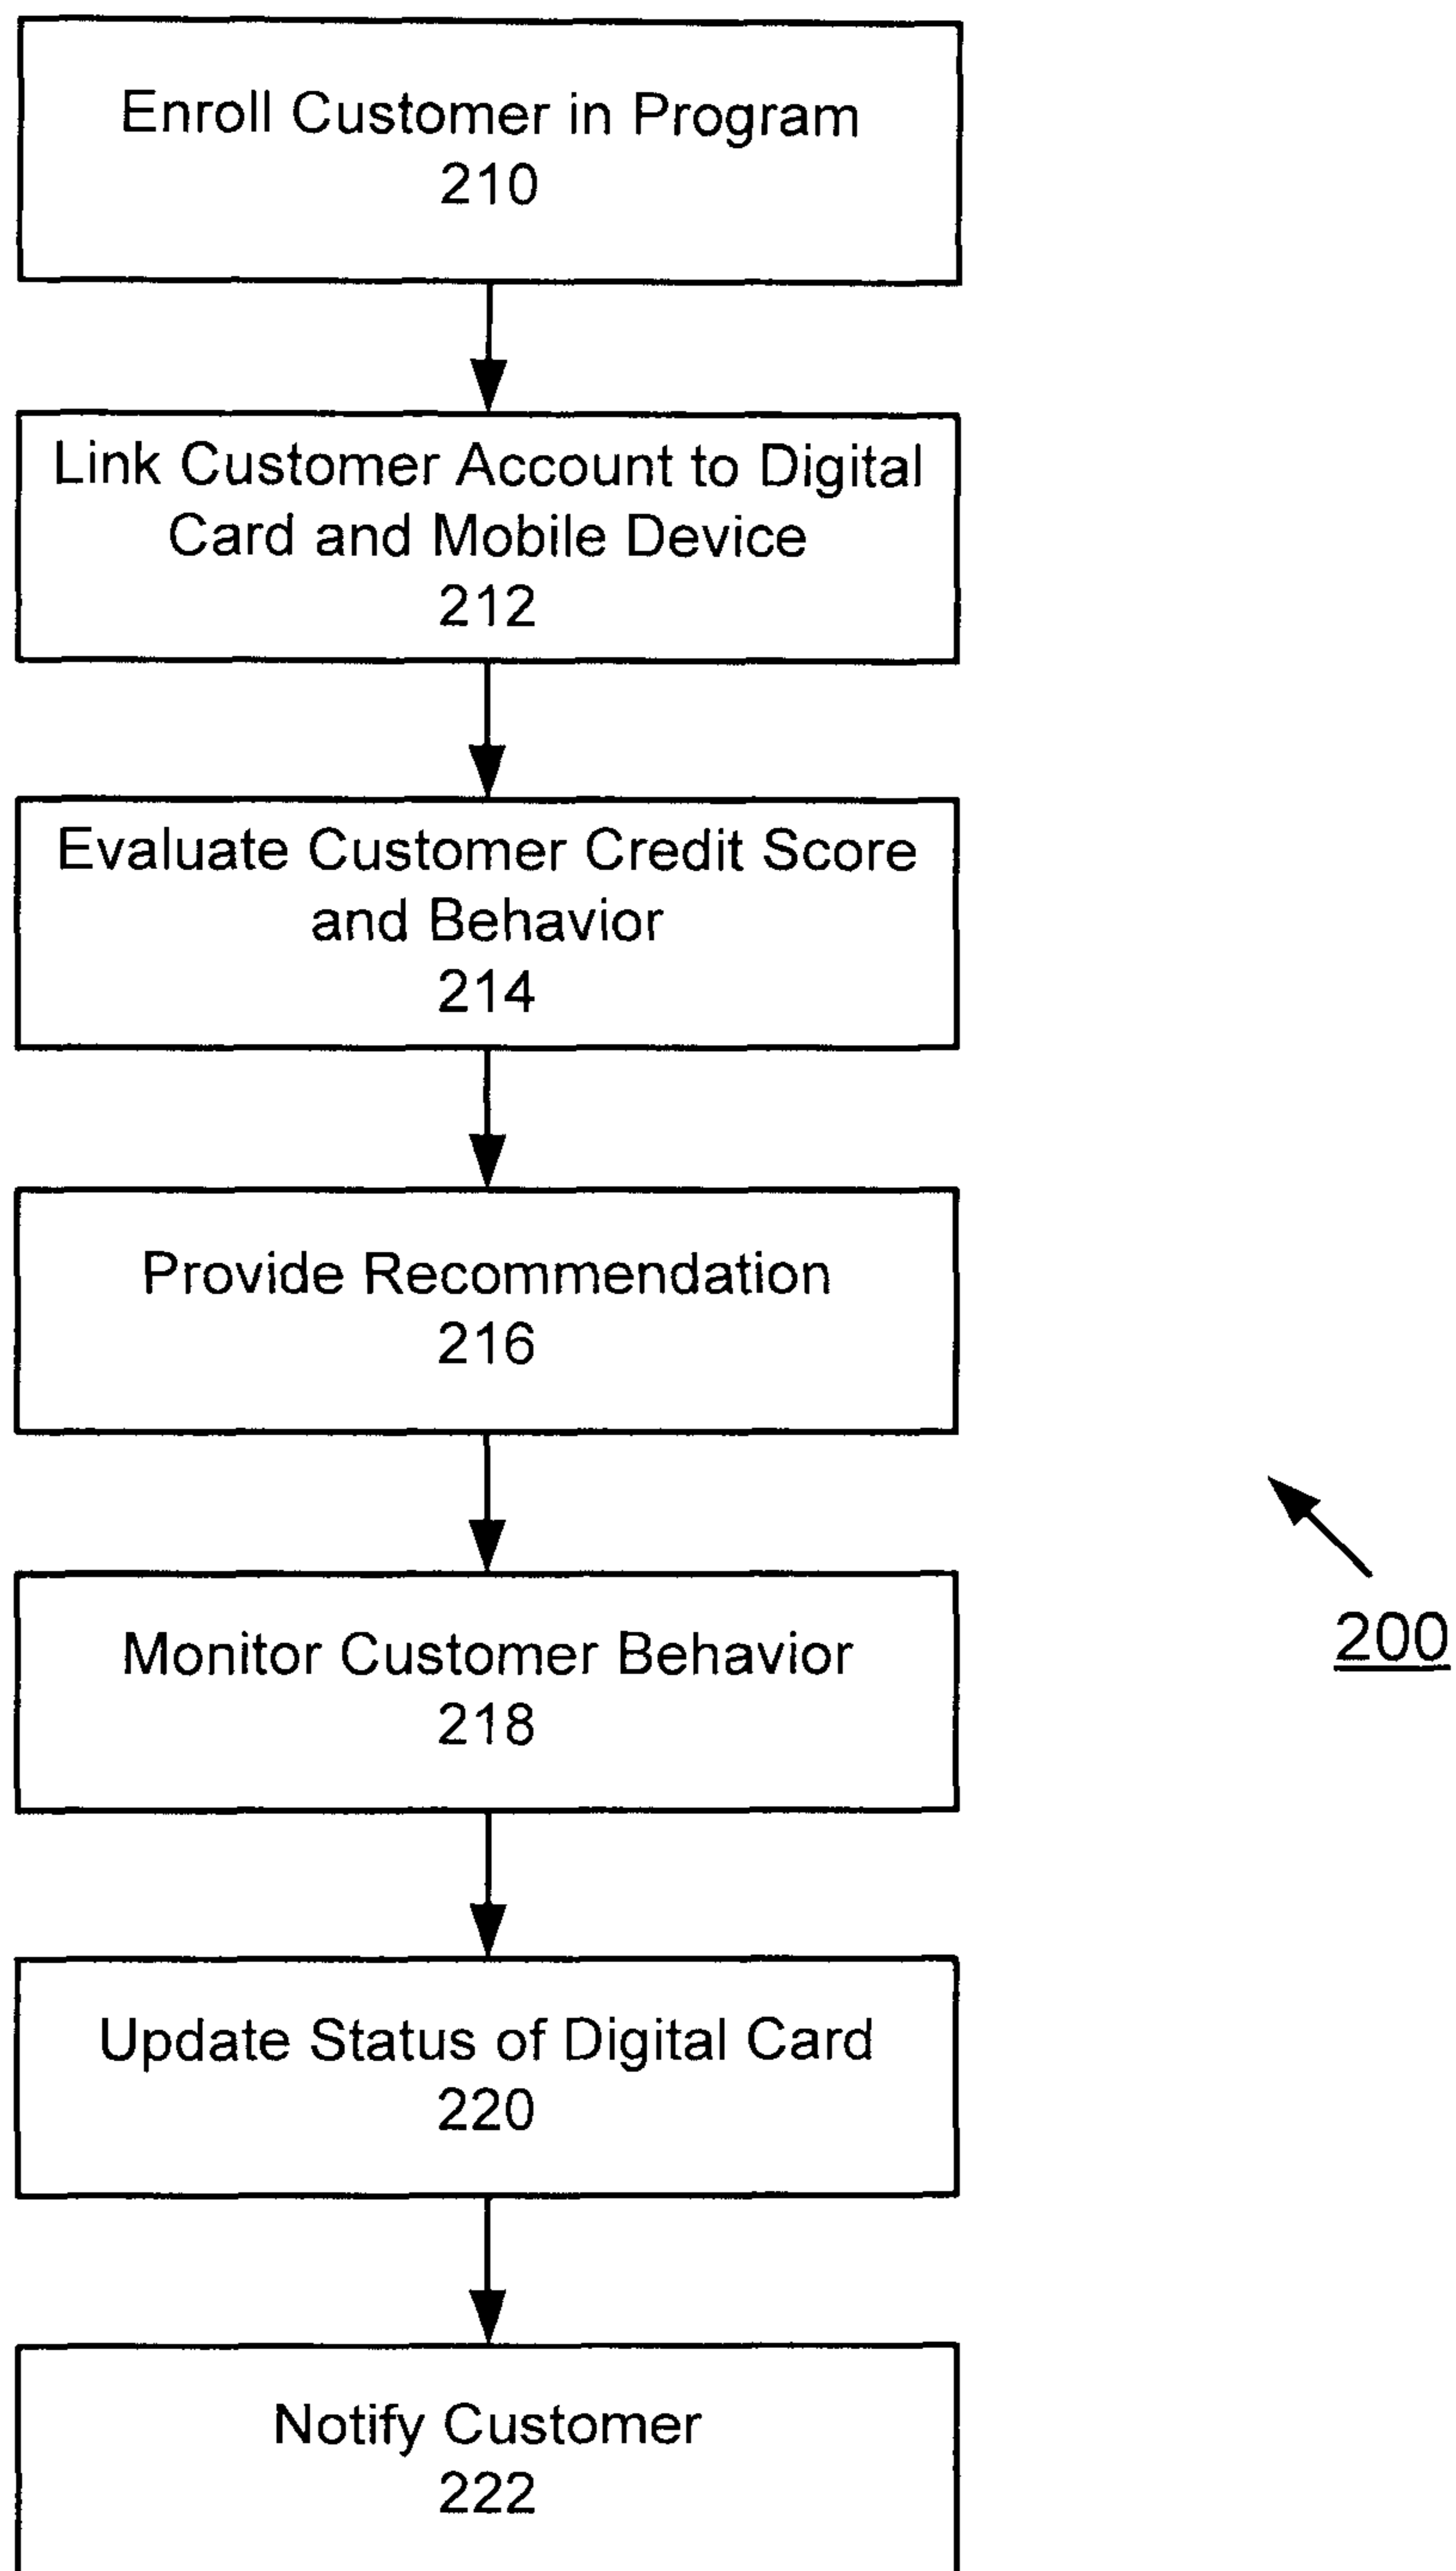 Enroll Customer in Program
210
Link Customer Account to Digital
Card and Mobile Device
212
Evaluate Customer Credit Score
and Behavior
214
Provide Recommendation
216
Monitor Customer Behavior
218
200
Update Status of Digital Card
220
Notify Customer
222